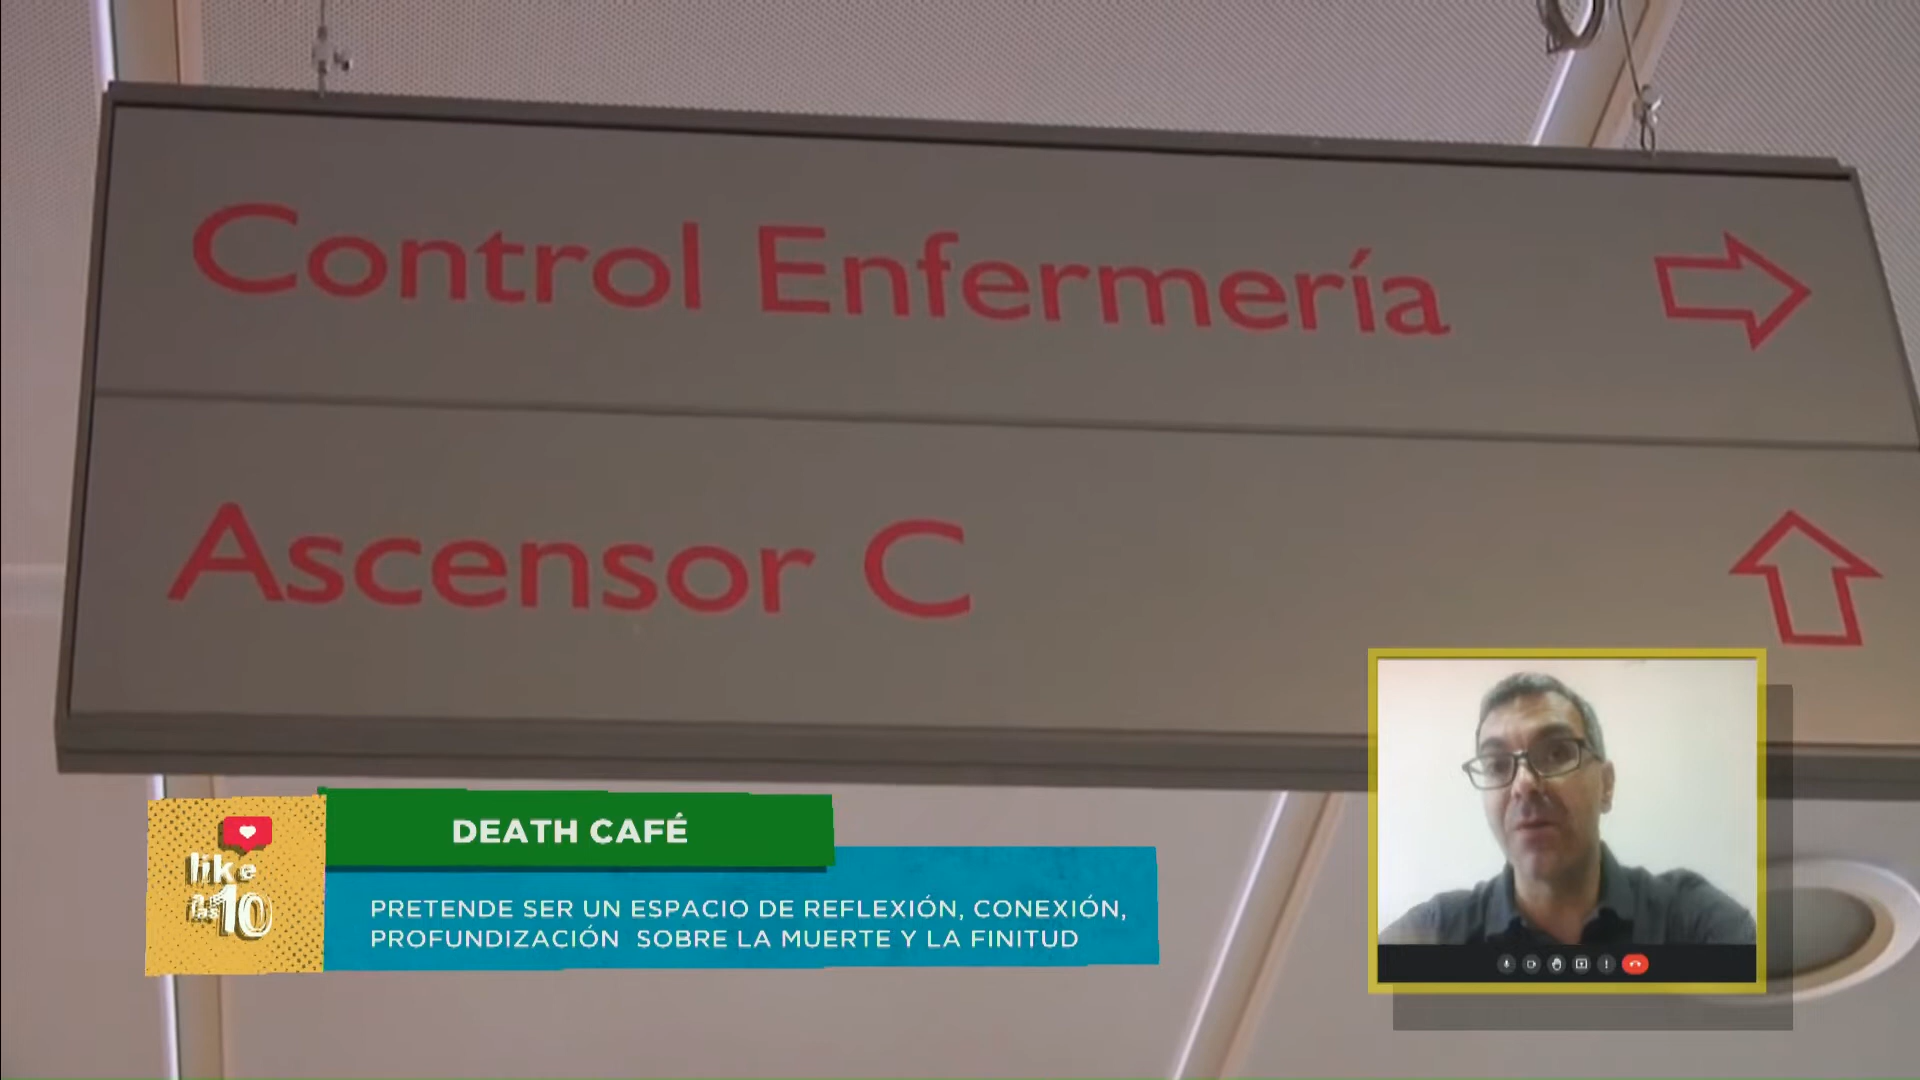 Control Enfermería
Ascensor C
DEATH CAFÉ
like
las 10
PRETENDE SER UN ESPACIO DE REFLEXIÓN, CONEXIÓN,
PROFUNDIZACIÓN SOBRE LA MUERTE Y LA FINITUD